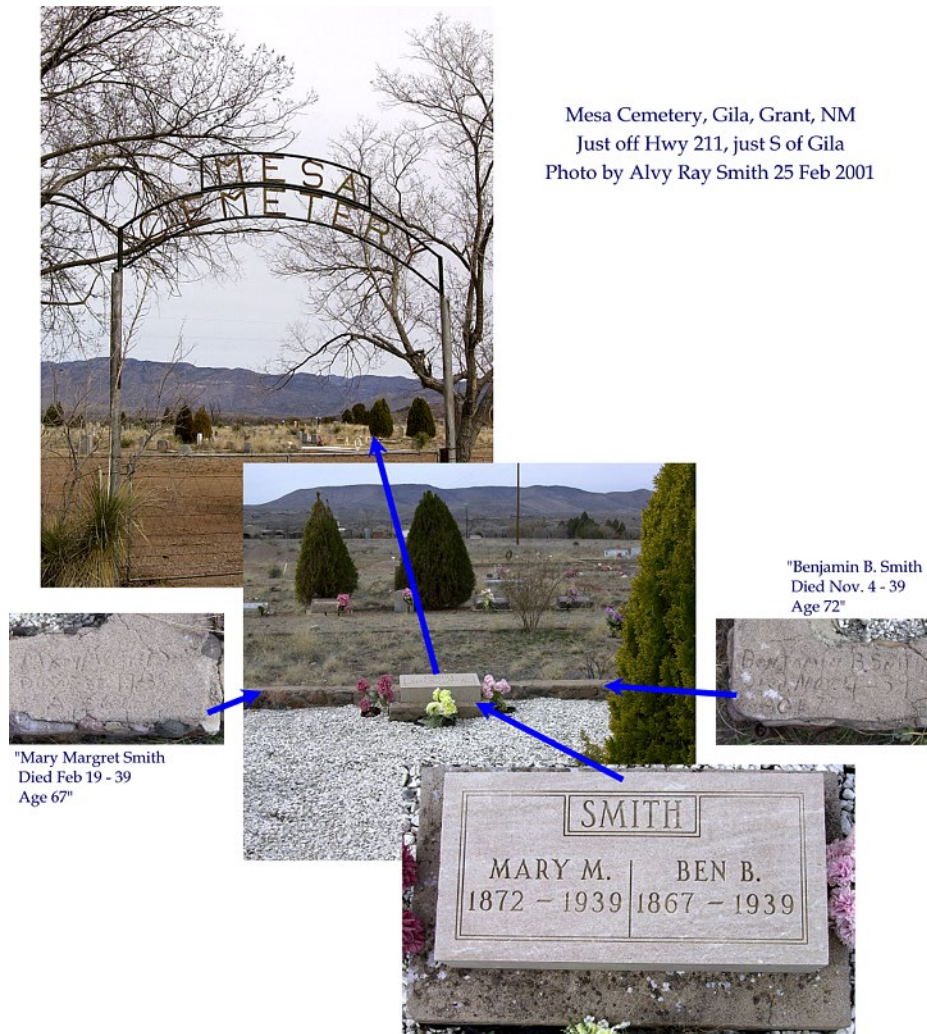 MESA
CEMETERY
Mesa Cemetery, Gila, Grant, NM
Just off Hwy 211, just S of Gila
Photo by Alvy Ray Smith 25 Feb 2001
"Benjamin B. Smith
Died Nov. 4 - 39
Age 72"
BENJAMIN B. SMIT
"Mary Margret Smith
Died Feb 19 - 39
Age 67"
SMITH
MARY M.
1872 - 1939
BEN B.
1867 - 1939